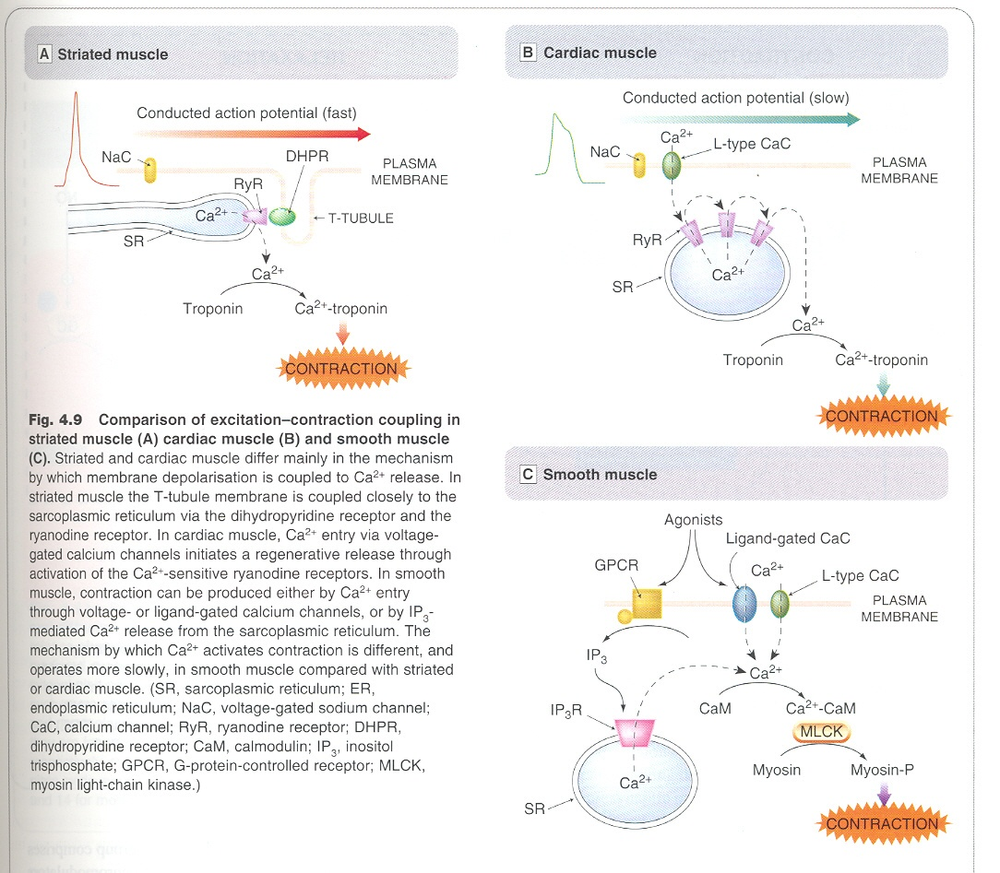 A Striated muscle
Conducted action potential (fast)
NaC
DHPR
PLASMA
MEMBRANE
RyR
Ca²⁺
T-TUBULE
SR
Ca²⁺
Troponin
Ca²⁺-troponin
CONTRACTION
Fig. 4.9 Comparison of excitation–contraction coupling in
striated muscle (A) cardiac muscle (B) and smooth muscle
(C). Striated and cardiac muscle differ mainly in the mechanism
by which membrane depolarisation is coupled to Ca²⁺ release. In
striated muscle the T-tubule membrane is coupled closely to the
sarcoplasmic reticulum via the dihydropyridine receptor and the
ryanodine receptor. In cardiac muscle, Ca²⁺ entry via voltage-
gated calcium channels initiates a regenerative release through
activation of the Ca²⁺-sensitive ryanodine receptors. In smooth
muscle, contraction can be produced either by Ca²⁺ entry
through voltage- or ligand-gated calcium channels, or by IP₃-
mediated Ca²⁺ release from the sarcoplasmic reticulum. The
mechanism by which Ca²⁺ activates contraction is different, and
operates more slowly, in smooth muscle compared with striated
or cardiac muscle. (SR, sarcoplasmic reticulum; ER,
endoplasmic reticulum; NaC, voltage-gated sodium channel;
CaC, calcium channel; RyR, ryanodine receptor; DHPR,
dihydropyridine receptor; CaM, calmodulin; IP₃, inositol
trisphosphate; GPCR, G-protein-controlled receptor; MLCK,
myosin light-chain kinase.)
B Cardiac muscle
Conducted action potential (slow)
Ca²⁺
NaC
L-type CaC
PLASMA
MEMBRANE
RyR
Ca²⁺
SR
Ca²⁺
Troponin
Ca²⁺-troponin
CONTRACTION
C Smooth muscle
Agonists
Ligand-gated CaC
GPCR
Ca²⁺
L-type CaC
PLASMA
MEMBRANE
IP₃
Ca²⁺
IP₃R
CaM
Ca²⁺-CaM
MLCK
Myosin
Myosin-P
Ca²⁺
SR
CONTRACTION